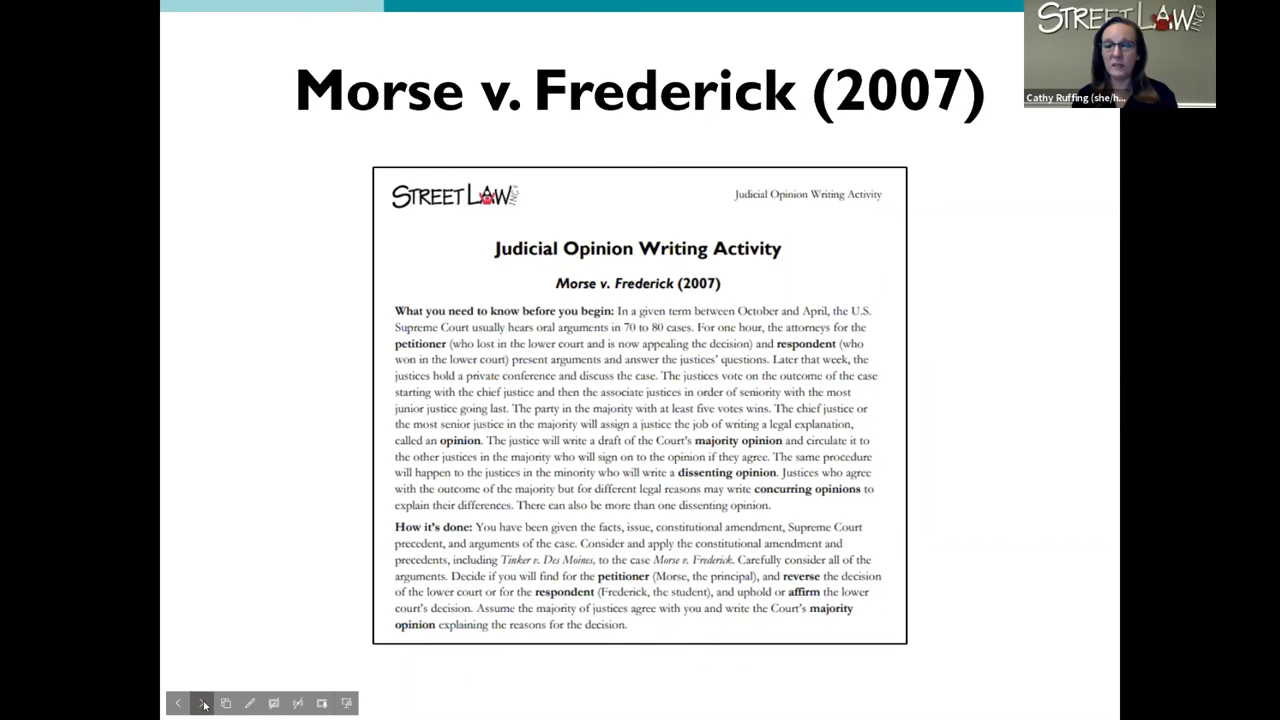 Morse v. Frederick (2007)
STREET LAW INC
Cathy Ruffing (she/h...
STREET LAW INC
Judicial Opinion Writing Activity
Judicial Opinion Writing Activity
Morse v. Frederick (2007)
What you need to know before you begin: In a given term between October and April, the U.S.
Supreme Court usually hears oral arguments in 70 to 80 cases. For one hour, the attorneys for the
petitioner (who lost in the lower court and is now appealing the decision) and respondent (who
won in the lower court) present arguments and answer the justices' questions. Later that week, the
justices hold a private conference and discuss the case. The justices vote on the outcome of the case
starting with the chief justice and then the associate justices in order of seniority with the most
junior justice going last. The party in the majority with at least five votes wins. The chief justice or
the most senior justice in the majority will assign a justice the job of writing a legal explanation,
called an opinion. The justice will write a draft of the Court's majority opinion and circulate it to
the other justices in the majority who will sign on to the opinion if they agree. The same procedure
will happen to the justices in the minority who will write a dissenting opinion. Justices who agree
with the outcome of the majority but for different legal reasons may write concurring opinions to
explain their differences. There can also be more than one dissenting opinion.
How it's done: You have been given the facts, issue, constitutional amendment, Supreme Court
precedent, and arguments of the case. Consider and apply the constitutional amendment and
precedents, including Tinker v. Des Moines, to the case Morse v. Frederick. Carefully consider all of the
arguments. Decide if you will find for the petitioner (Morse, the principal), and reverse the decision
of the lower court or for the respondent (Frederick, the student), and uphold or affirm the lower
court's decision. Assume the majority of justices agree with you and write the Court's majority
opinion explaining the reasons for the decision.